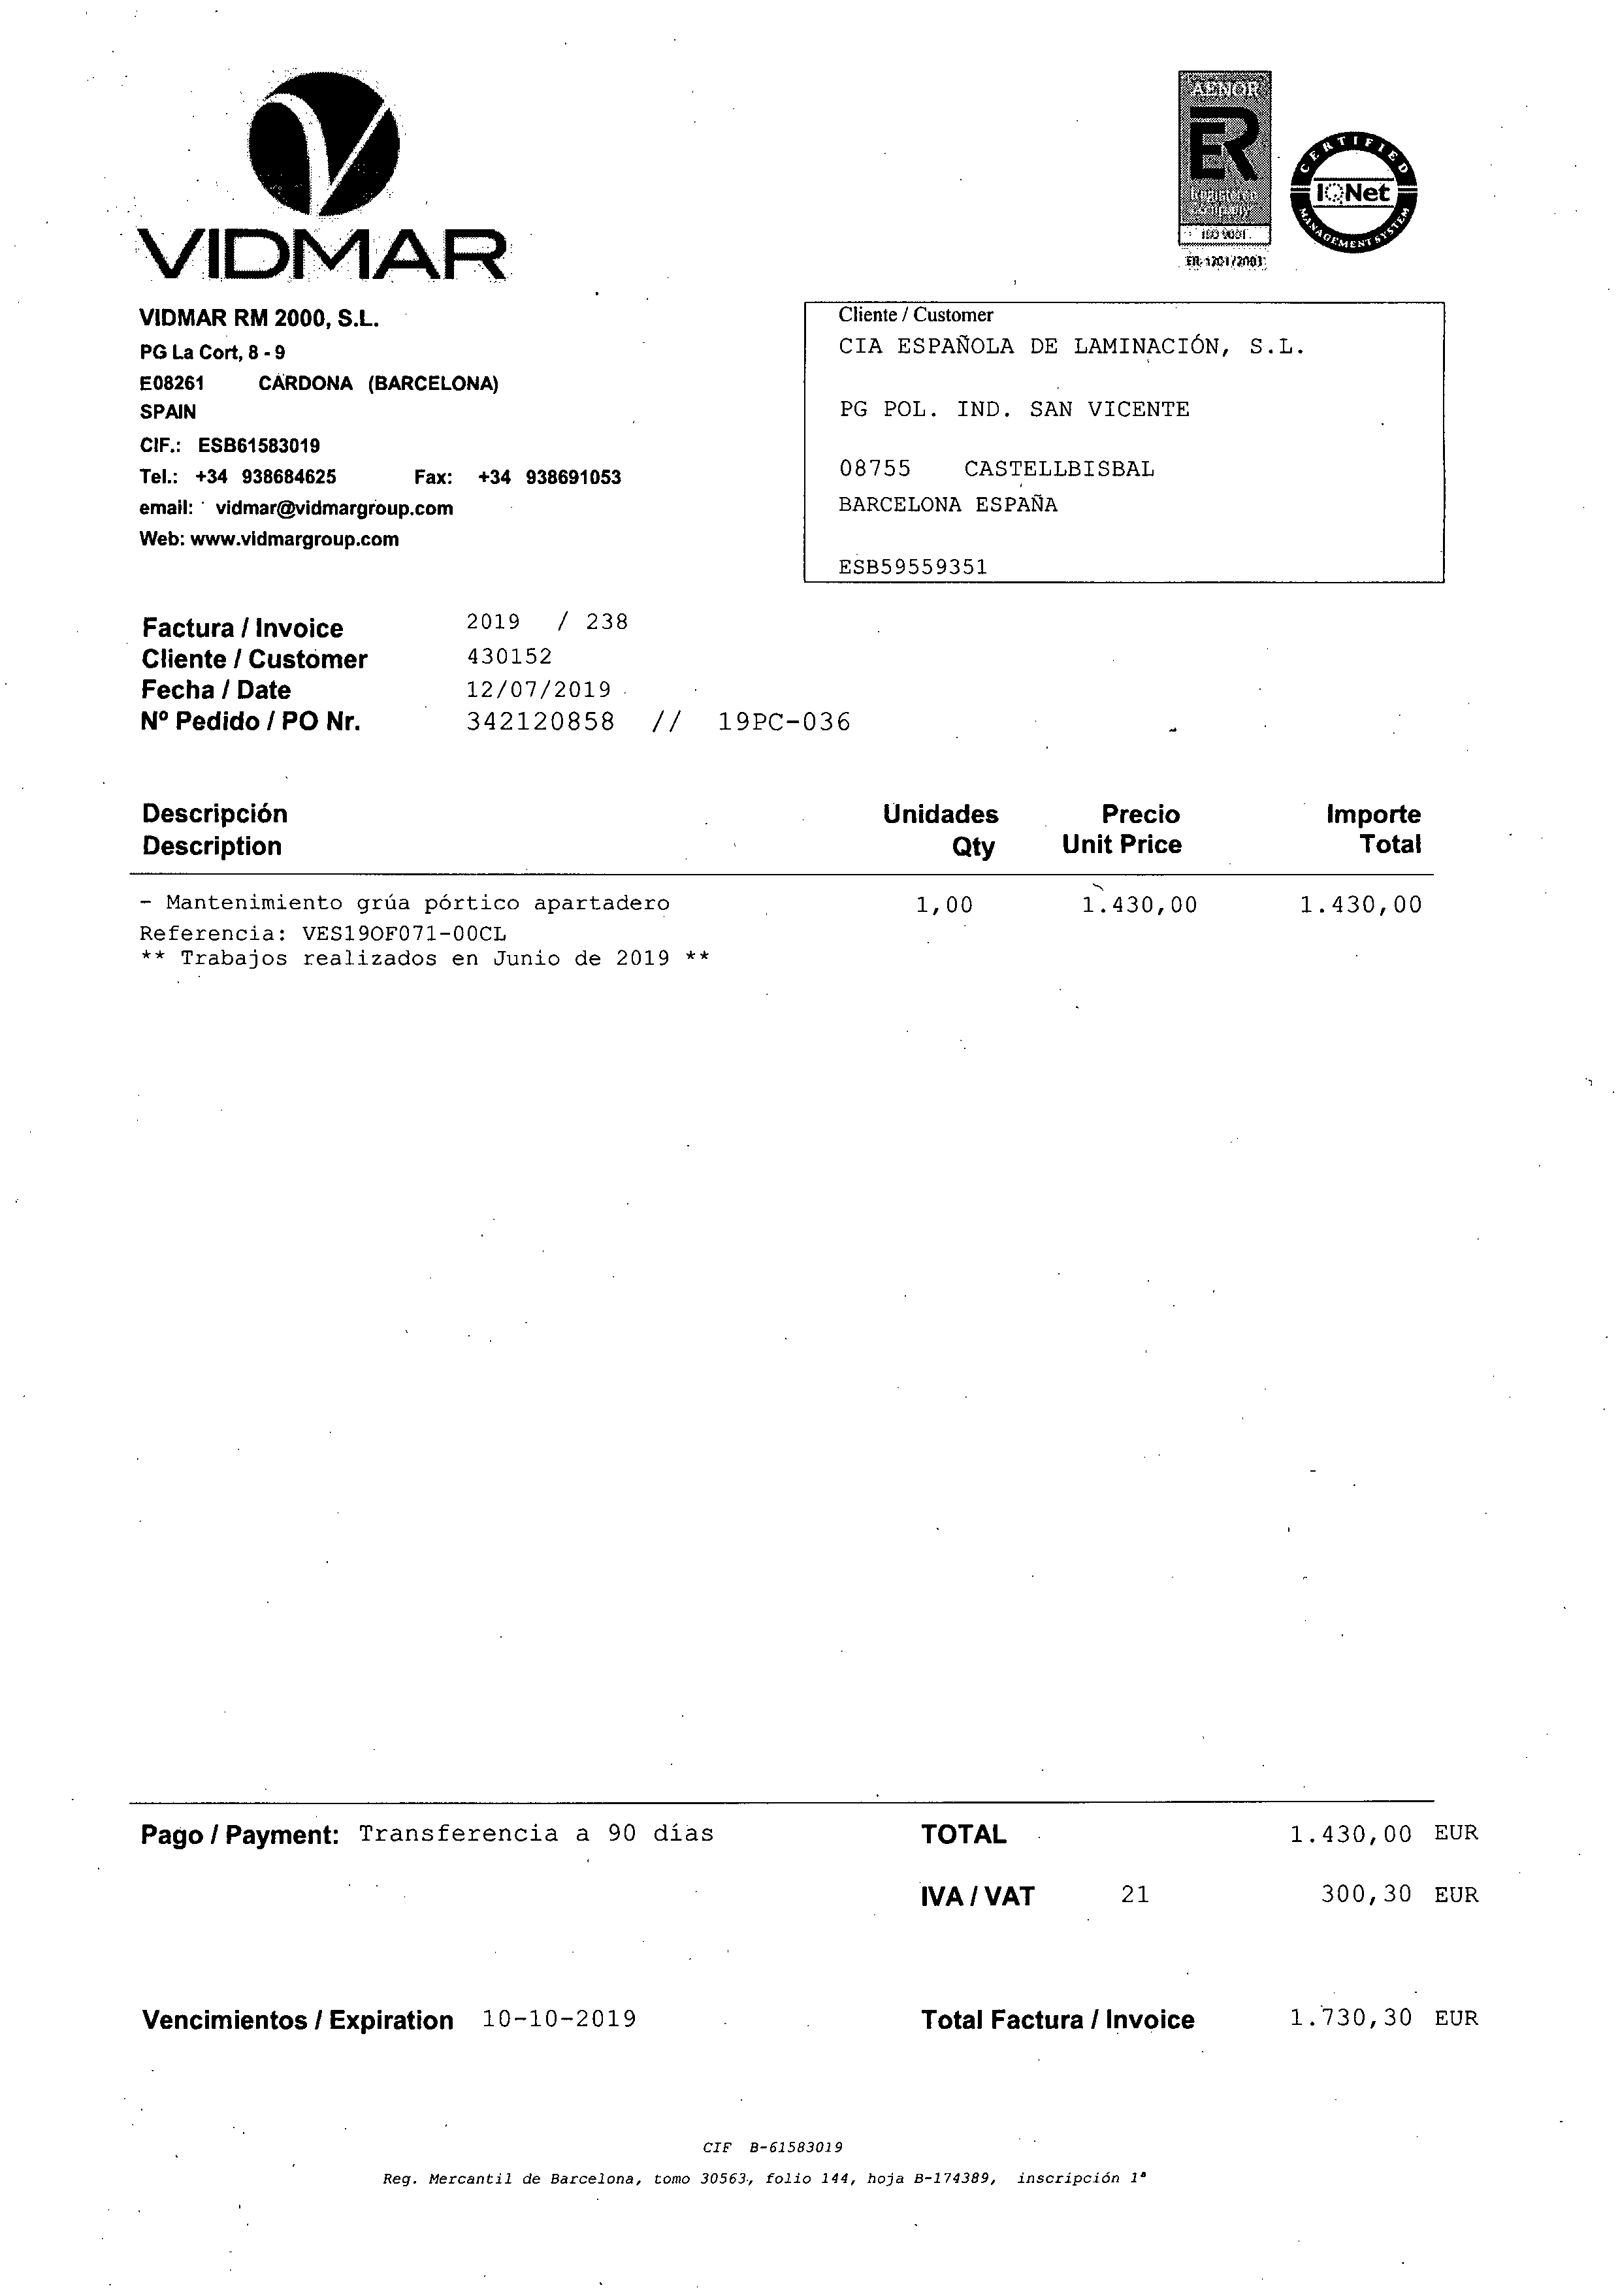 VIDMAR
AENOR
ER
Registered
Company
ISO 9001
ER-1201/2003
CERTIFIED
IQNet
MANAGEMENT SYSTEM
VIDMAR RM 2000, S.L.
PG La Cort, 8 - 9
E08261 CARDONA (BARCELONA)
SPAIN
CIF.: ESB61583019
Tel.: +34 938684625 Fax: +34 938691053
email: vidmar@vidmargroup.com
Web: www.vidmargroup.com
Cliente / Customer
CIA ESPAÑOLA DE LAMINACIÓN, S.L.
PG POL. IND. SAN VICENTE
08755 CASTELLBISBAL
BARCELONA ESPAÑA
ESB59559351
Factura / Invoice 2019 / 238
Cliente / Customer 430152
Fecha / Date 12/07/2019
Nº Pedido / PO Nr. 342120858 // 19PC-036
Descripción Unidades Precio Importe
Description Qty Unit Price Total
- Mantenimiento grúa pórtico apartadero 1,00 1.430,00 1.430,00
Referencia: VES19OF071-00CL
** Trabajos realizados en Junio de 2019 **
Pago / Payment: Transferencia a 90 días TOTAL 1.430,00 EUR
IVA / VAT 21 300,30 EUR
Vencimientos / Expiration 10-10-2019 Total Factura / Invoice 1.730,30 EUR
CIF B-61583019
Reg. Mercantil de Barcelona, tomo 30563, folio 144, hoja B-174389, inscripción 1ª